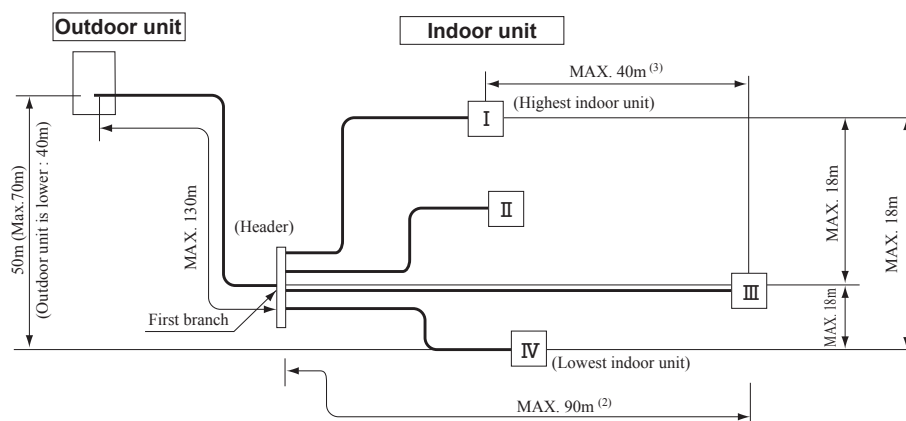 Outdoor unit
Indoor unit
MAX. 40m (3)
(Highest indoor unit)
I
50m (Max.70m)
(Outdoor unit is lower : 40m)
MAX. 130m
(Header)
II
MAX. 18m
MAX. 18m
First branch
III
MAX. 18m
IV
(Lowest indoor unit)
MAX. 90m (2)